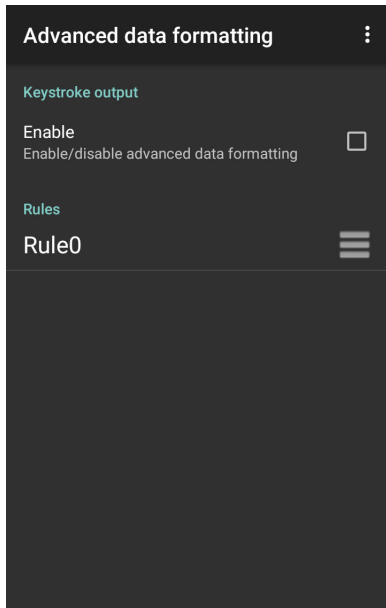 Advanced data formatting
Keystroke output
Enable
Enable/disable advanced data formatting
Rules
Rule0